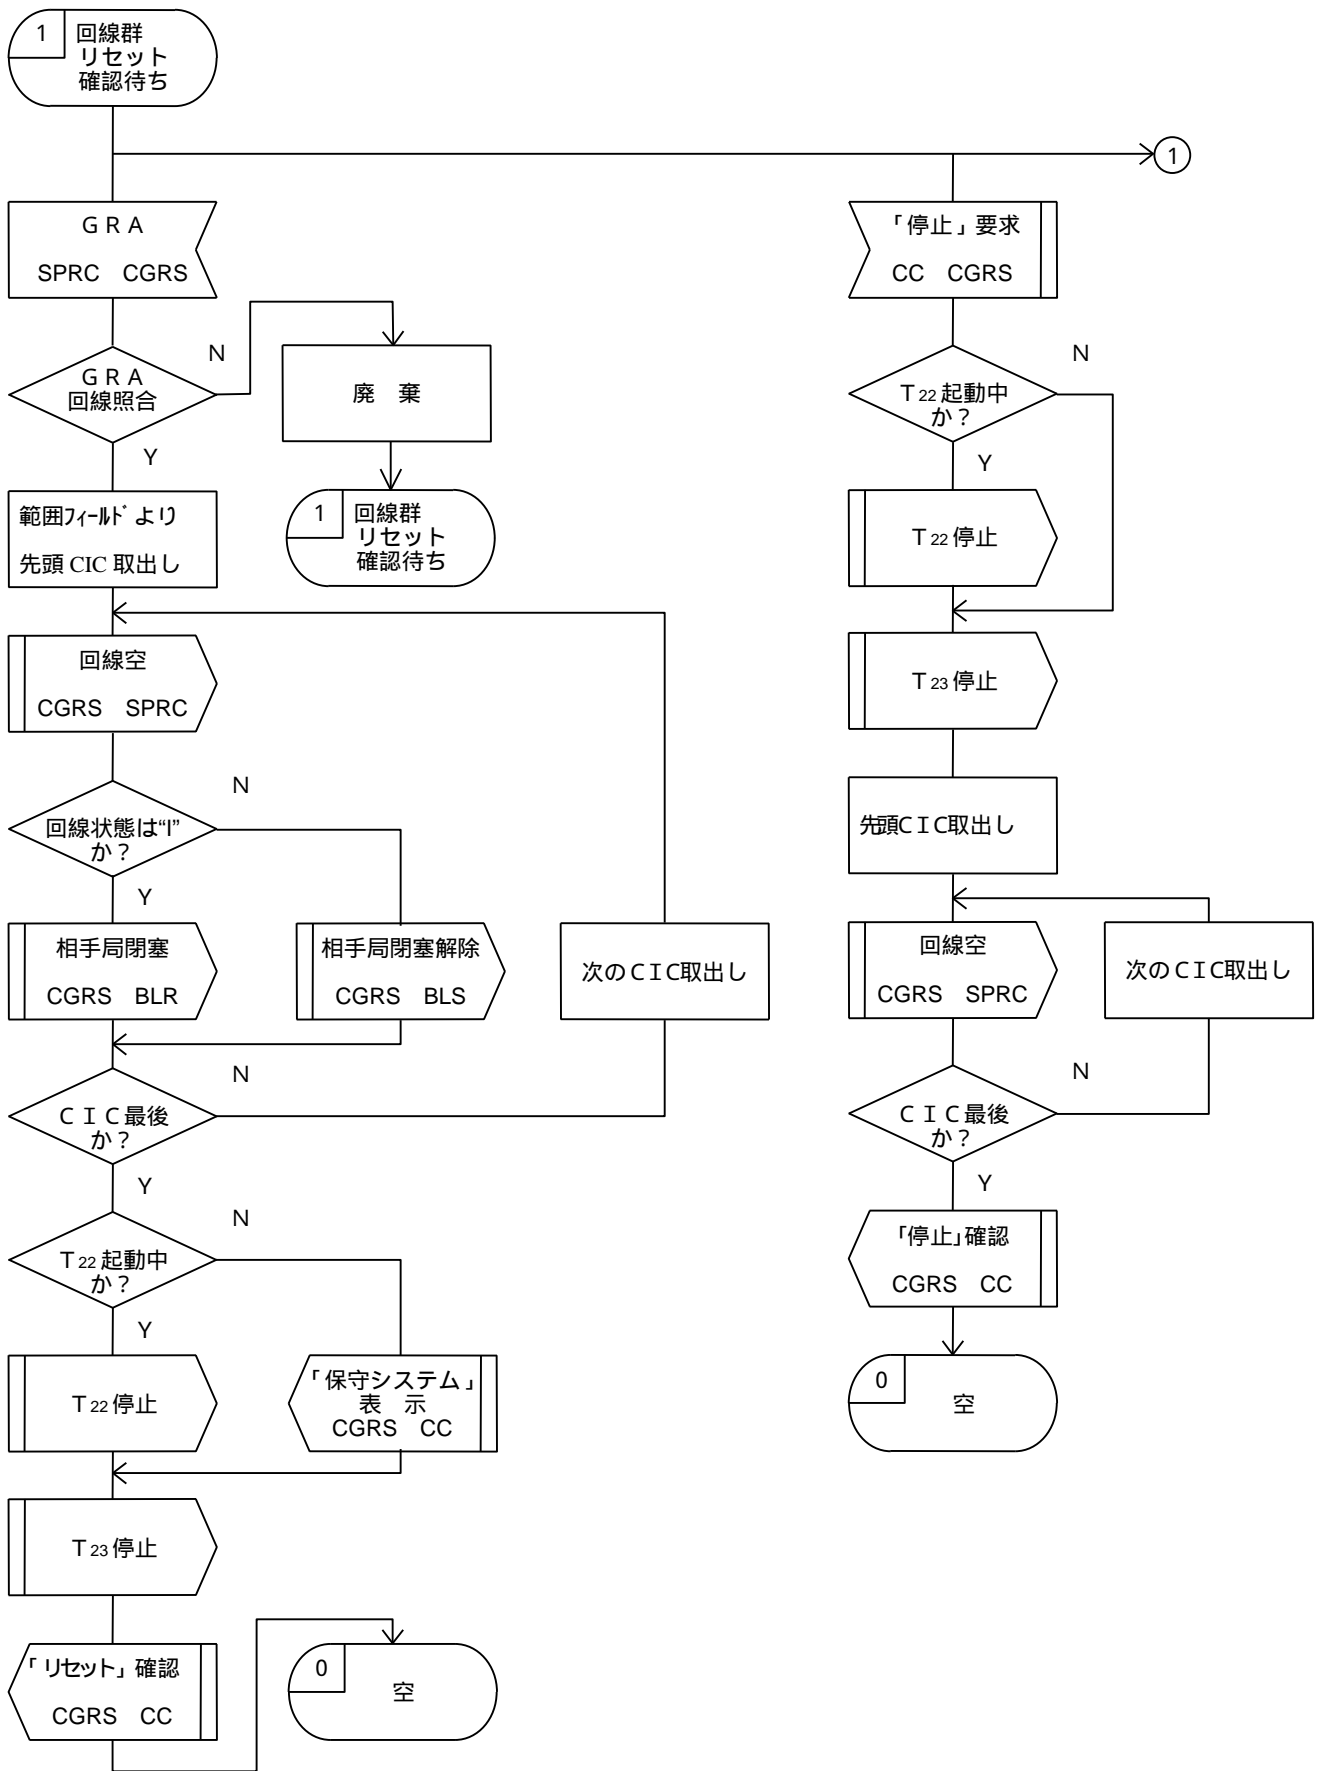 1
回線群
リセット
確認待ち
1
ＧＲＡ
SPRC CGRS
N
ＧＲＡ
回線照合
Y
廃 棄
1
回線群
リセット
確認待ち
範囲ﾌｨｰﾙﾄﾞより
先頭 CIC 取出し
回線空
CGRS SPRC
N
回線状態は“I”
か？
Y
相手局閉塞
CGRS BLR
相手局閉塞解除
CGRS BLS
次のＣＩＣ取出し
N
ＣＩＣ最後
か？
Y
N
Ｔ22 起動中
か？
Y
Ｔ22 停止
「保守システム」
表 示
CGRS CC
Ｔ23 停止
「リセット」確認
CGRS CC
0
空
「停止」要求
CC CGRS
N
Ｔ22 起動中
か？
Y
Ｔ22 停止
Ｔ23 停止
先頭ＣＩＣ取出し
回線空
CGRS SPRC
次のＣＩＣ取出し
N
ＣＩＣ最後
か？
Y
「停止」確認
CGRS CC
0
空